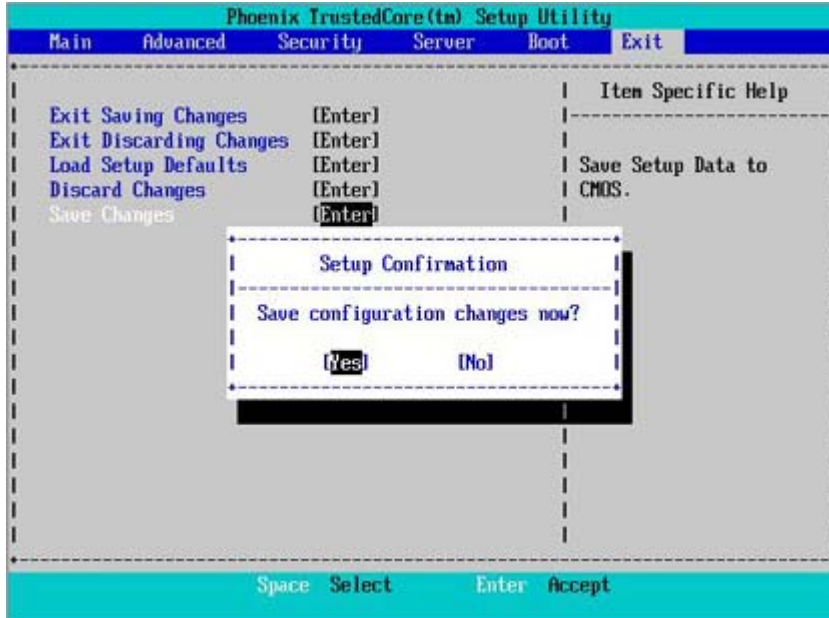 Phoenix TrustedCore(tm) Setup Utility
Main Advanced Security Server Boot Exit
Item Specific Help
Exit Saving Changes [Enter]
Exit Discarding Changes [Enter]
Load Setup Defaults [Enter]
Discard Changes [Enter]
Save Changes [Enter]
Save Setup Data to
CMOS.
Setup Confirmation
Save configuration changes now?
[Yes] [No]
Space Select Enter Accept